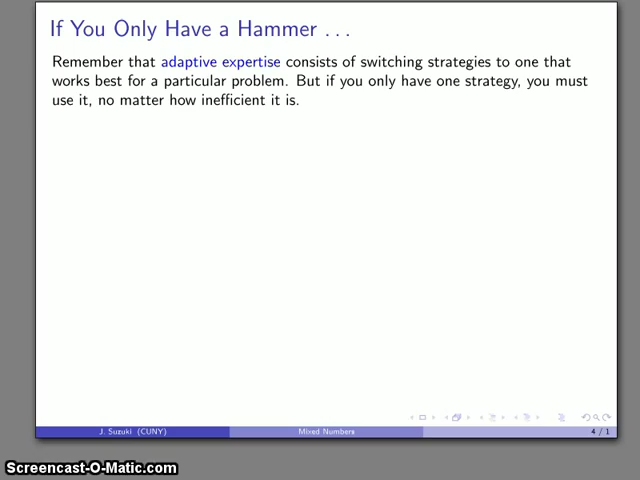 If You Only Have a Hammer . . .
Remember that adaptive expertise consists of switching strategies to one that
works best for a particular problem. But if you only have one strategy, you must
use it, no matter how inefficient it is.
J. Suzuki (CUNY)
Mixed Numbers
4 / 1
Screencast-O-Matic.com